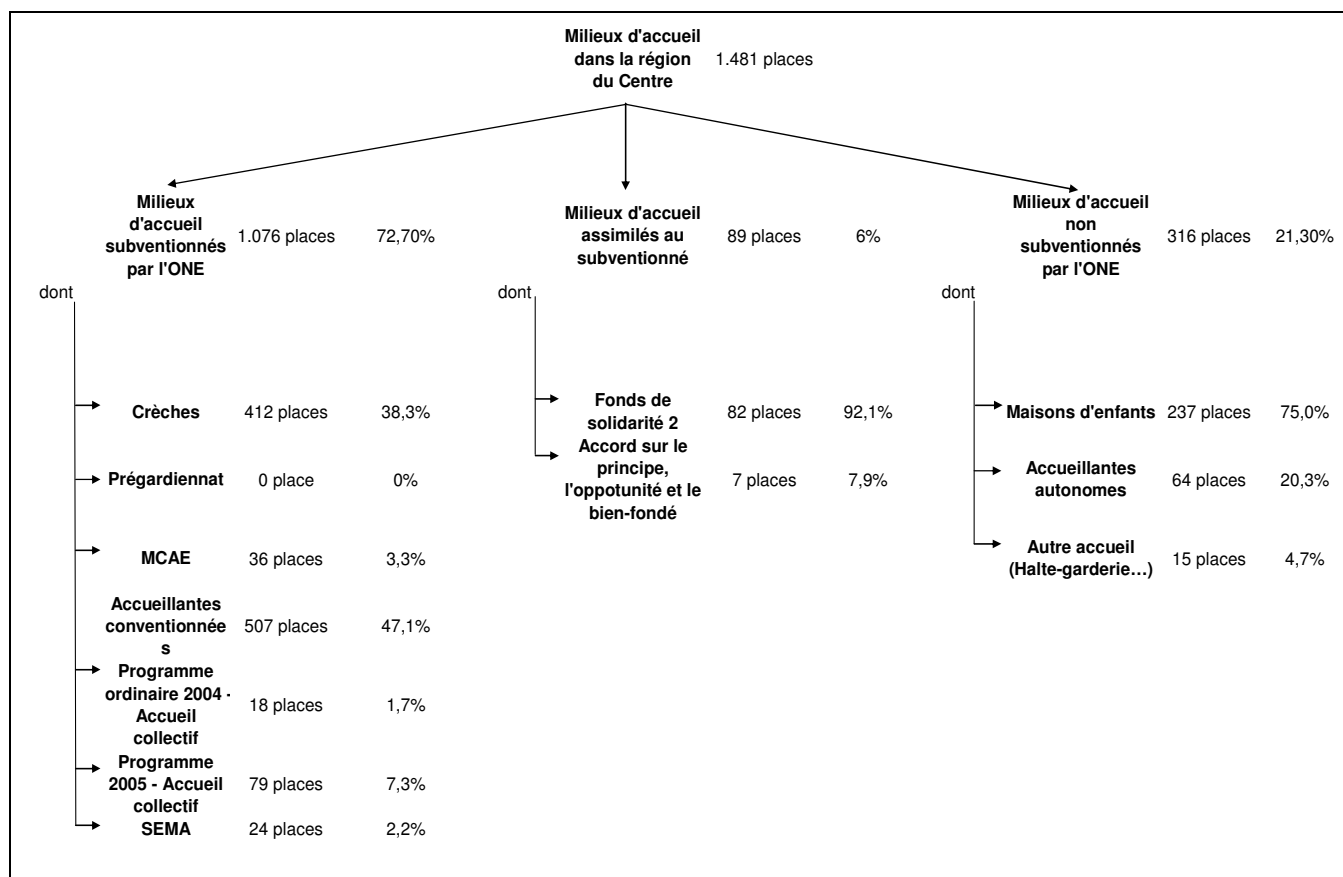 Milieux d'accueil
dans la région
du Centre
1.481 places
Milieux
d'accueil
subventionnés
par l'ONE
1.076 places
72,70%
Milieux d'accueil
assimilés au
subventionné
89 places
6%
Milieux d'accueil
non
subventionnés
par l'ONE
316 places
21,30%
dont
Crèches
412 places
38,3%
Prégardiennat
0 place
0%
MCAE
36 places
3,3%
Accueillantes
conventionnée
s
507 places
47,1%
Programme
ordinaire 2004 -
Accueil
collectif
18 places
1,7%
Programme
2005 - Accueil
collectif
79 places
7,3%
SEMA
24 places
2,2%
dont
Fonds de
solidarité 2
82 places
92,1%
Accord sur le
principe,
l'oppotunité et le
bien-fondé
7 places
7,9%
dont
Maisons d'enfants
237 places
75,0%
Accueillantes
autonomes
64 places
20,3%
Autre accueil
(Halte-garderie…)
15 places
4,7%